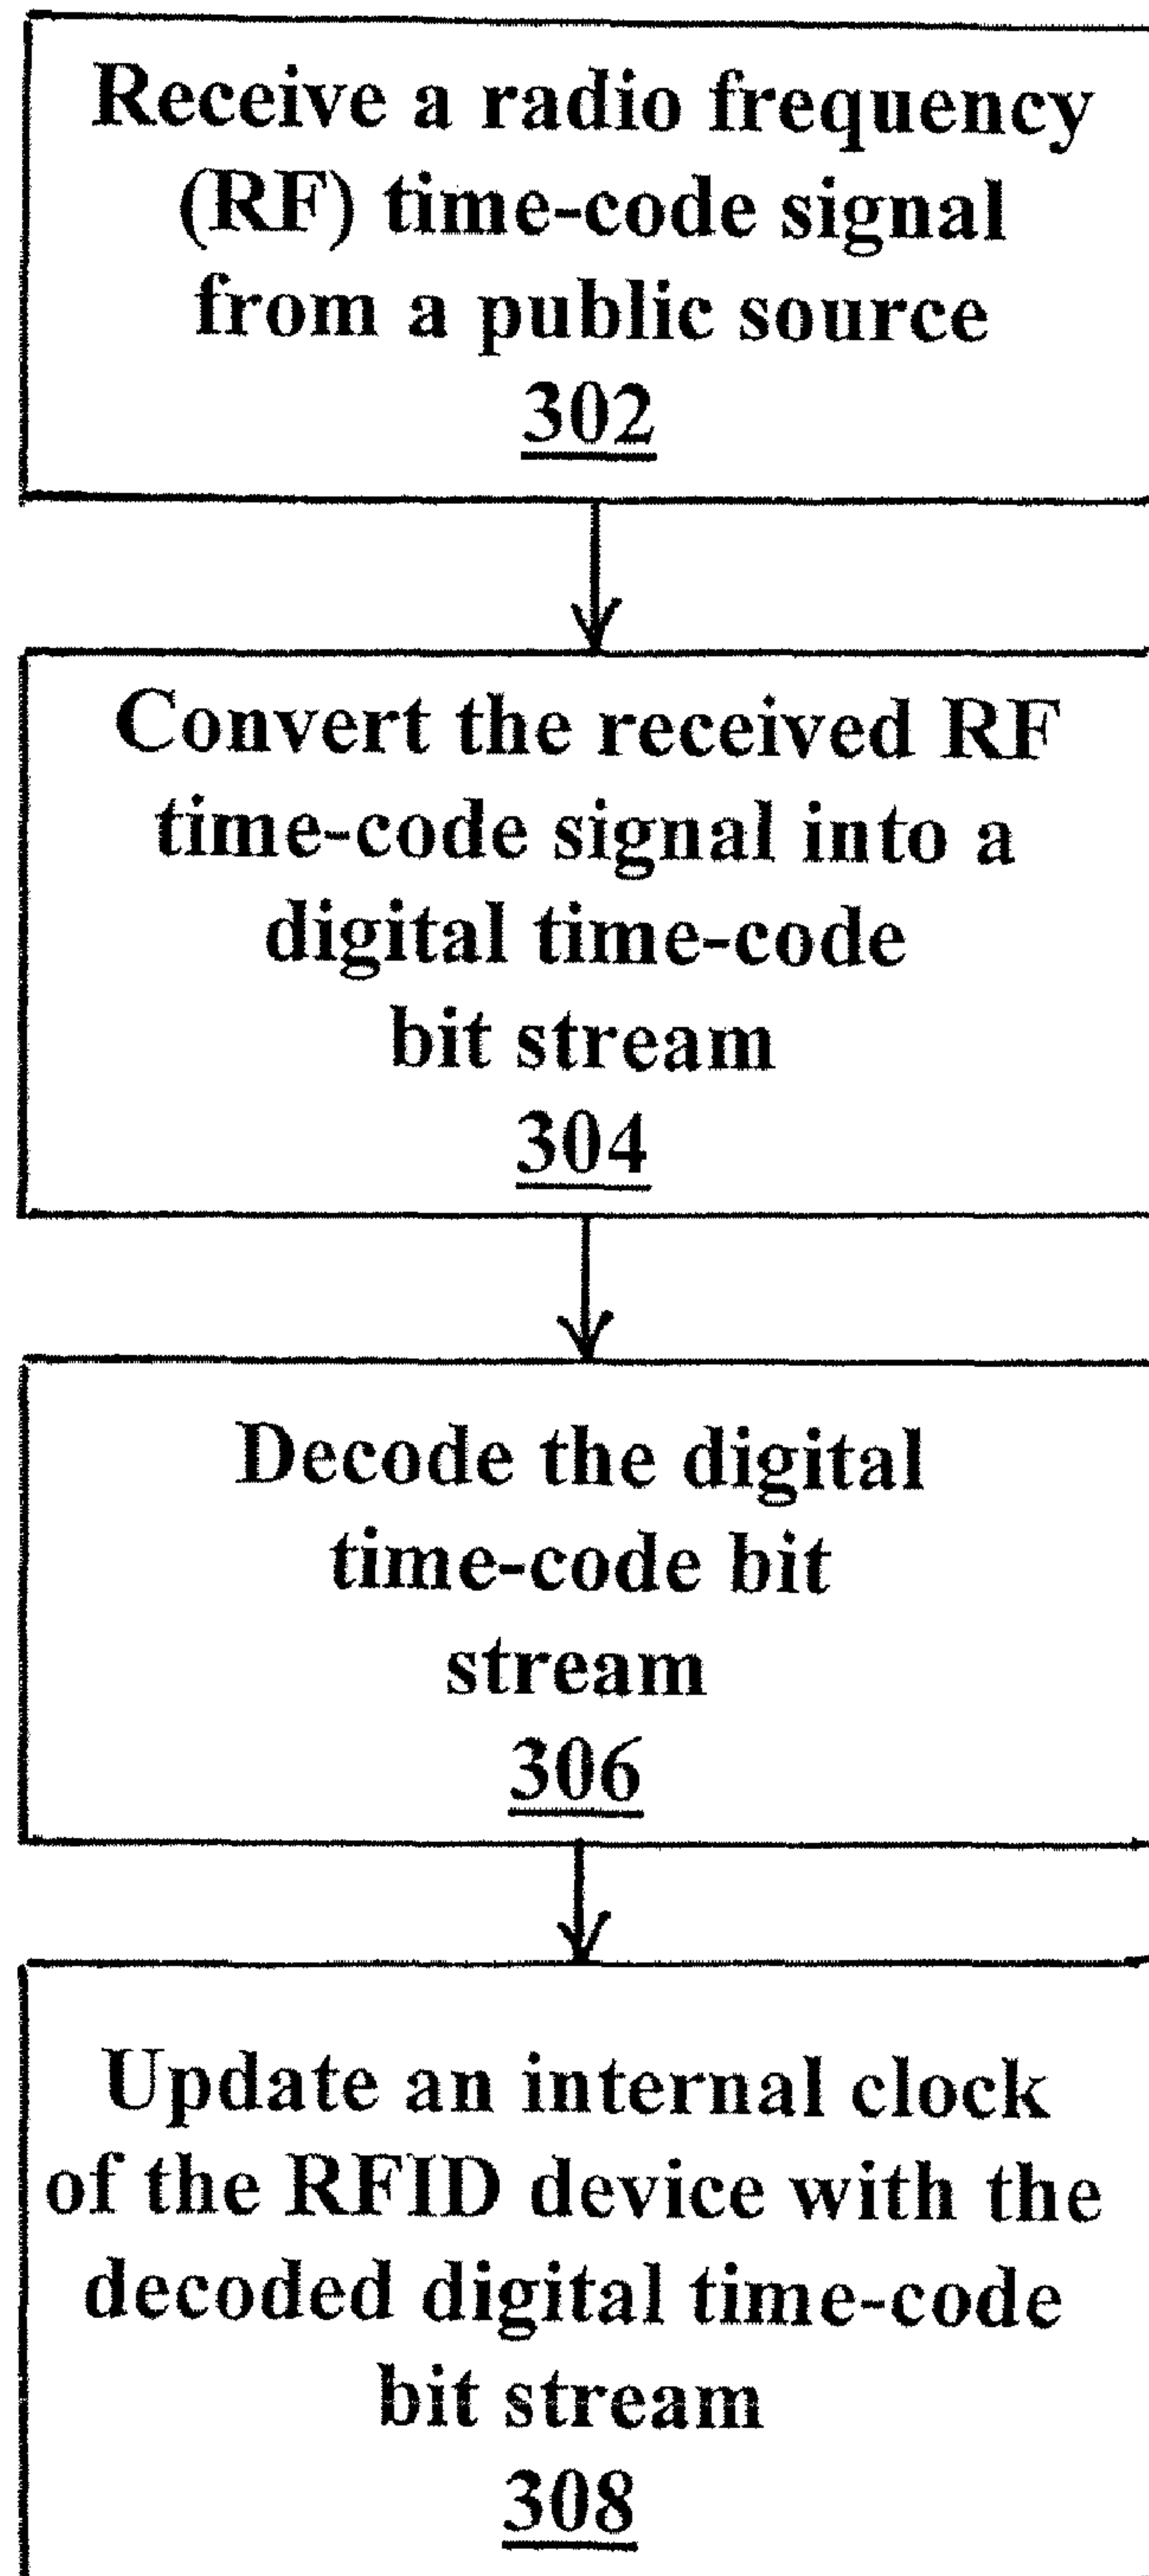 Receive a radio frequency
(RF) time-code signal
from a public source
302
Convert the received RF
time-code signal into a
digital time-code
bit stream
304
Decode the digital
time-code bit
stream
306
Update an internal clock
of the RFID device with the
decoded digital time-code
bit stream
308